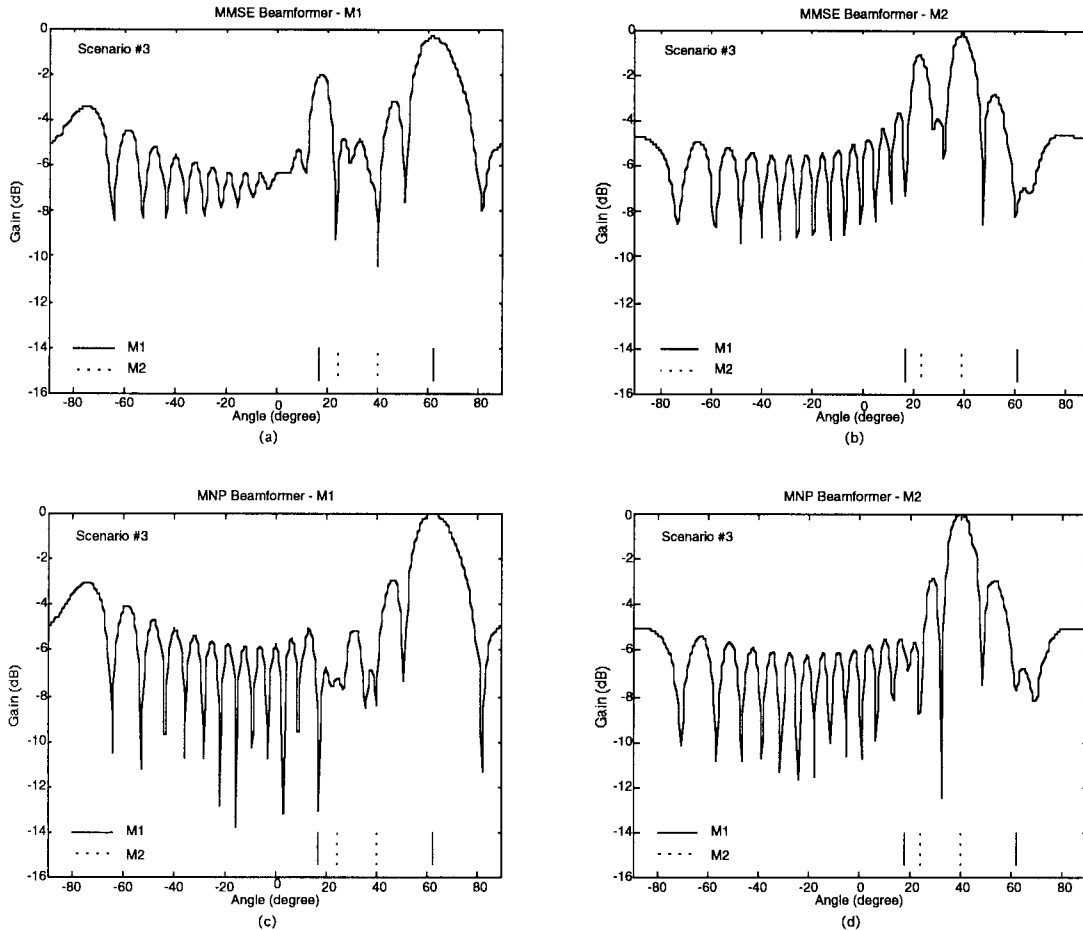 MMSE Beamformer - M1
Scenario #3
Gain (dB)
0
-2
-4
-6
-8
-10
-12
-14
-16
M1
M2
-80 -60 -40 -20 0 20 40 60 80
Angle (degree)
(a)
MMSE Beamformer - M2
Scenario #3
Gain (dB)
0
-2
-4
-6
-8
-10
-12
-14
-16
M1
M2
-80 -60 -40 -20 0 20 40 60 80
Angle (degree)
(b)
MNP Beamformer - M1
Scenario #3
Gain (dB)
0
-2
-4
-6
-8
-10
-12
-14
-16
M1
M2
-80 -60 -40 -20 0 20 40 60 80
Angle (degree)
(c)
MNP Beamformer - M2
Scenario #3
Gain (dB)
0
-2
-4
-6
-8
-10
-12
-14
-16
M1
M2
-80 -60 -40 -20 0 20 40 60 80
Angle (degree)
(d)